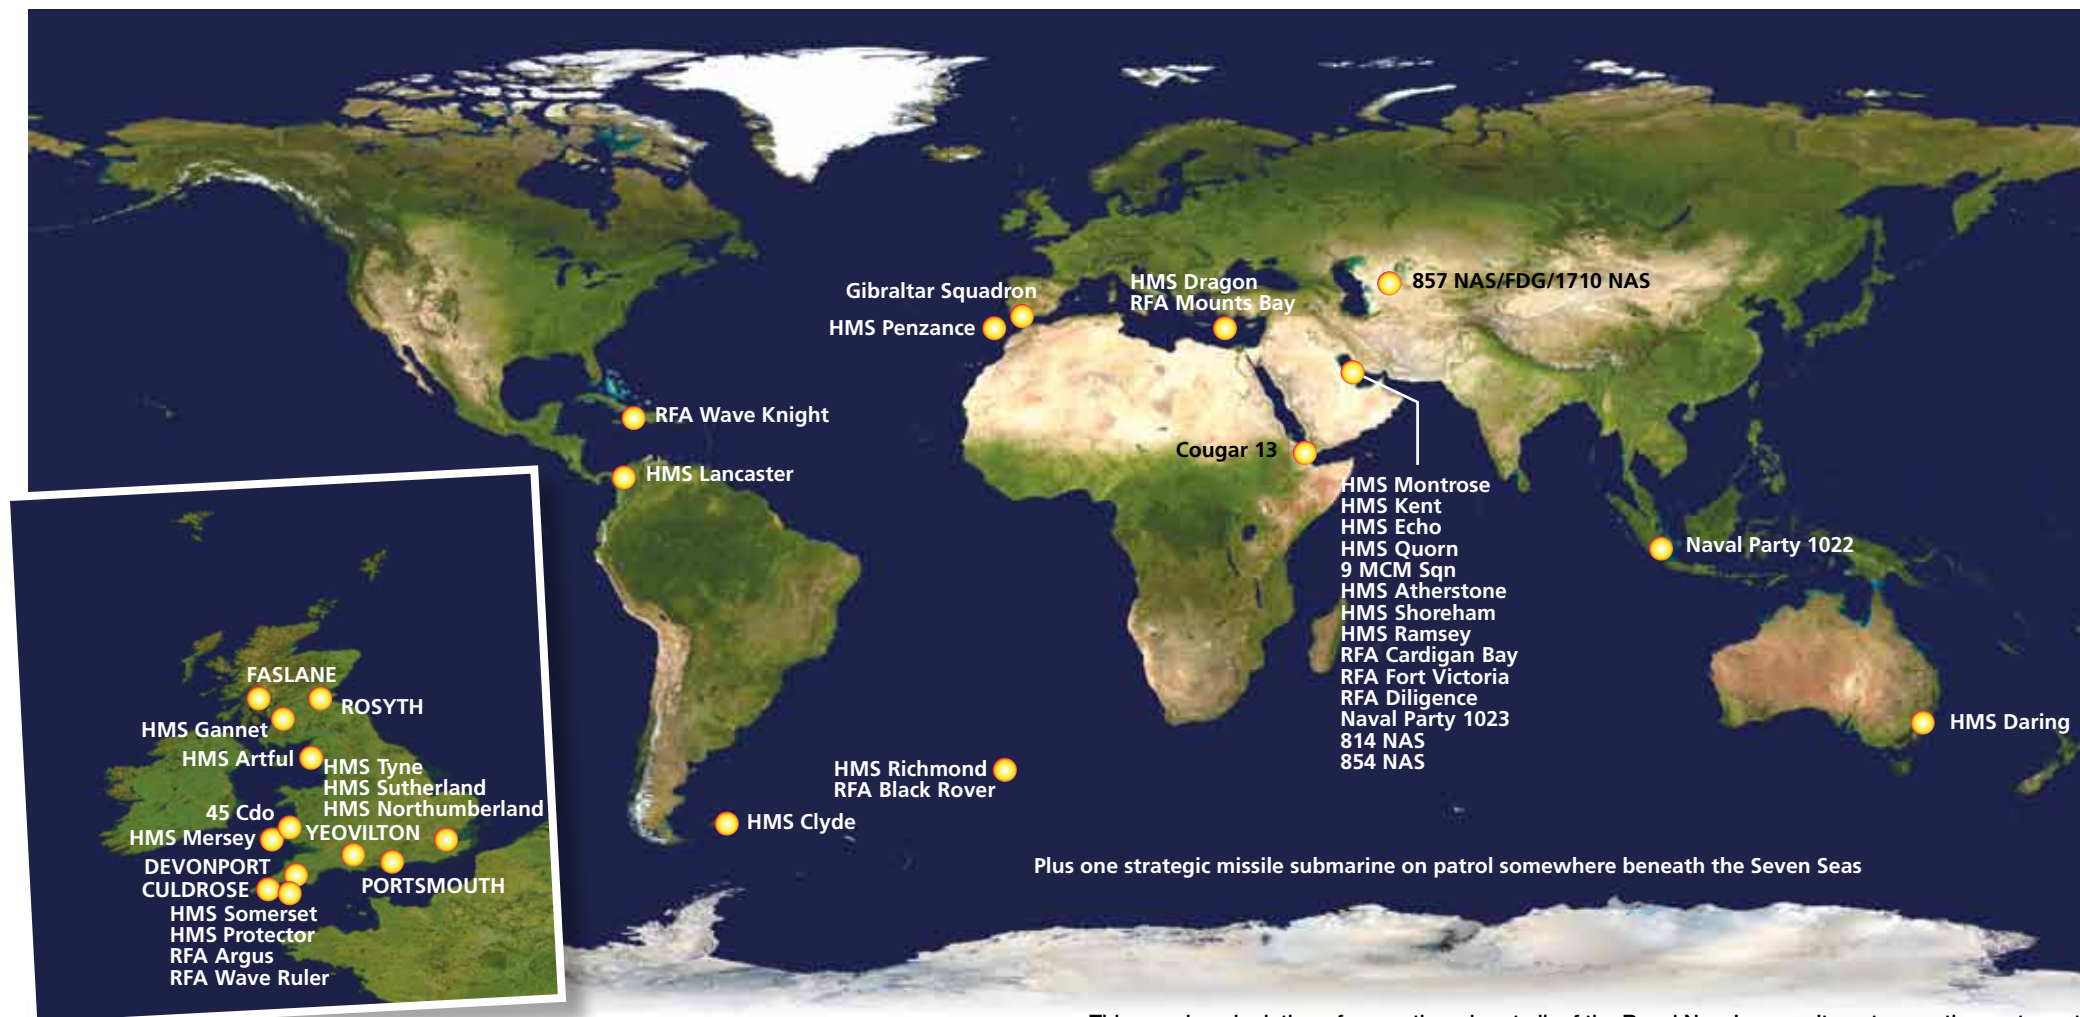 857 NAS/FDG/1710 NAS
HMS Dragon
RFA Mounts Bay
Gibraltar Squadron
HMS Penzance
RFA Wave Knight
Cougar 13
HMS Lancaster
HMS Montrose
HMS Kent
HMS Echo
HMS Quorn
9 MCM Sqn
HMS Atherstone
HMS Shoreham
HMS Ramsey
RFA Cardigan Bay
RFA Fort Victoria
RFA Diligence
Naval Party 1023
814 NAS
854 NAS
Naval Party 1022
HMS Daring
HMS Richmond
RFA Black Rover
HMS Clyde
Plus one strategic missile submarine on patrol somewhere beneath the Seven Seas
FASLANE
ROSYTH
HMS Gannet
HMS Artful
HMS Tyne
HMS Sutherland
HMS Northumberland
45 Cdo
HMS Mersey
YEOVILTON
DEVONPORT
CULDROSE
PORTSMOUTH
HMS Somerset
HMS Protector
RFA Argus
RFA Wave Ruler